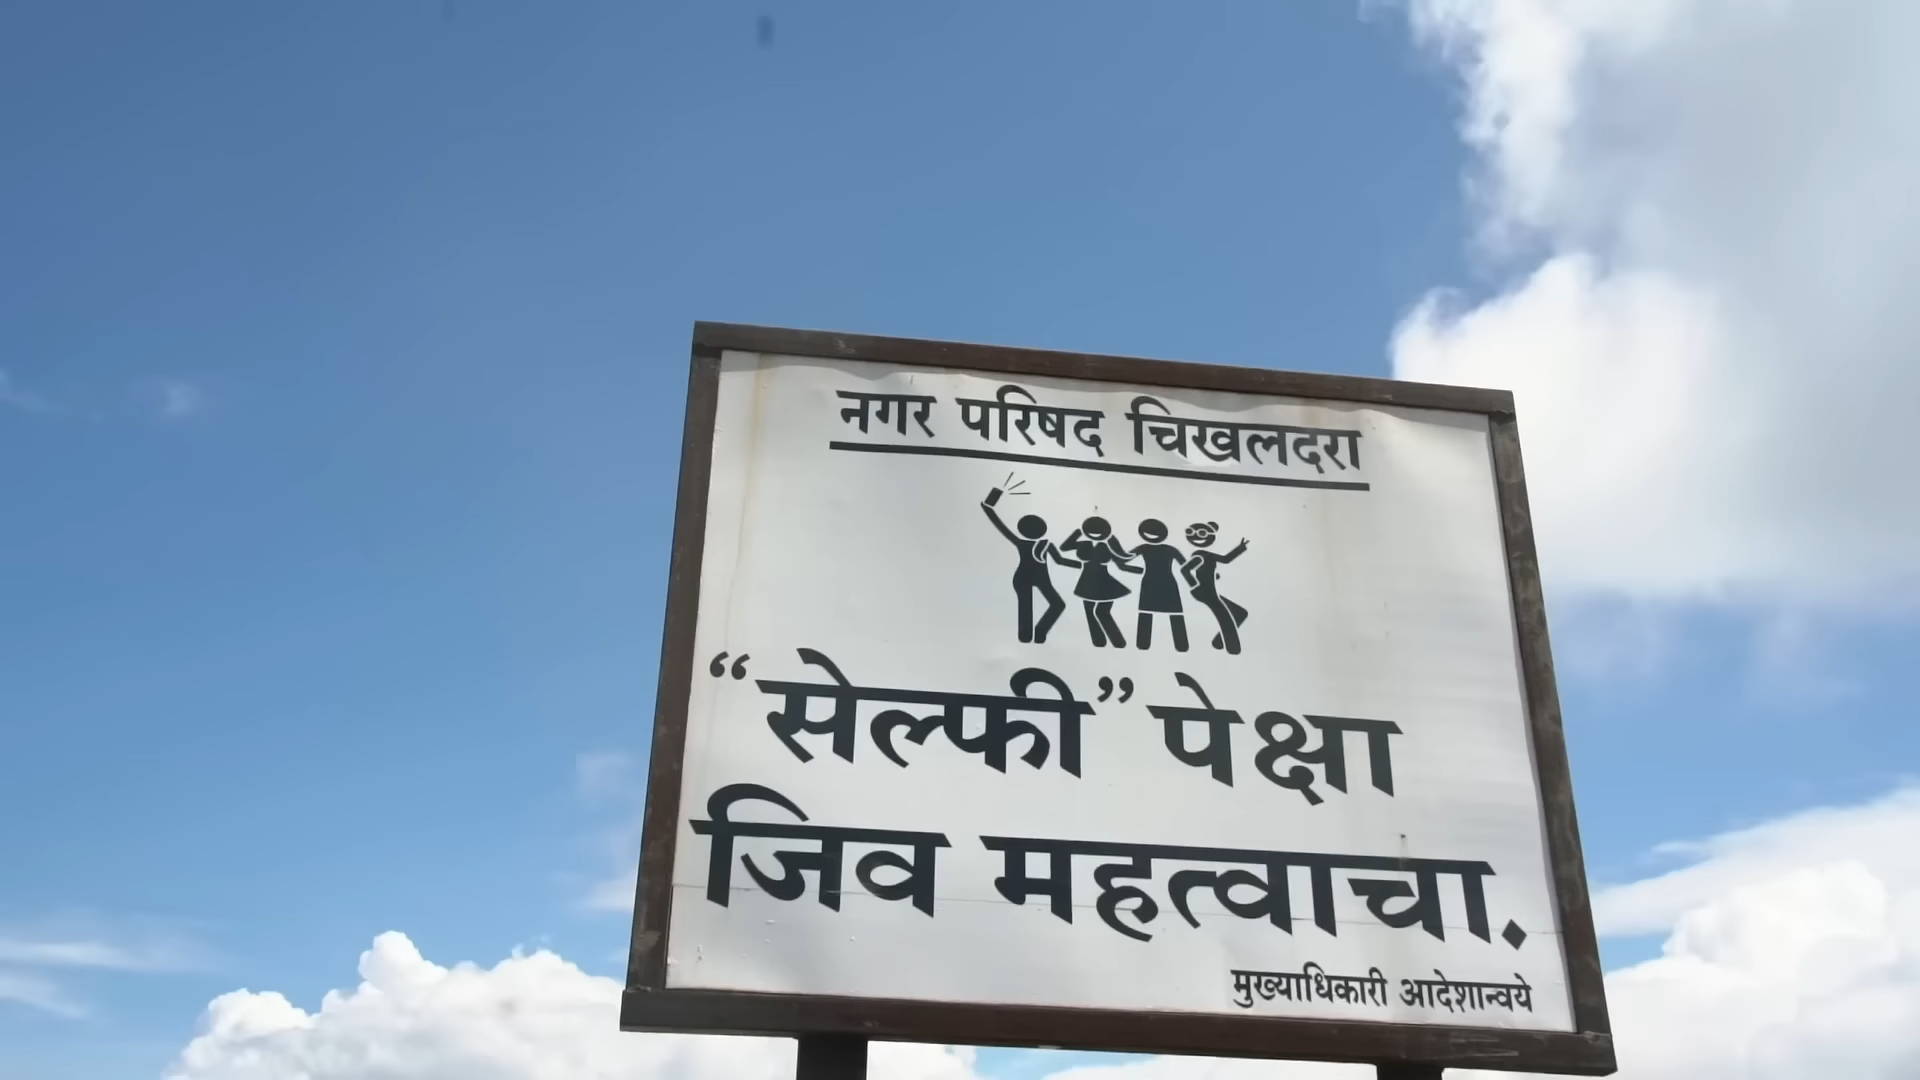 नगर परिषद चिखलदरा
“सेल्फी” पेक्षा
जिव महत्वाचा.
मुख्याधिकारी आदेशान्वये